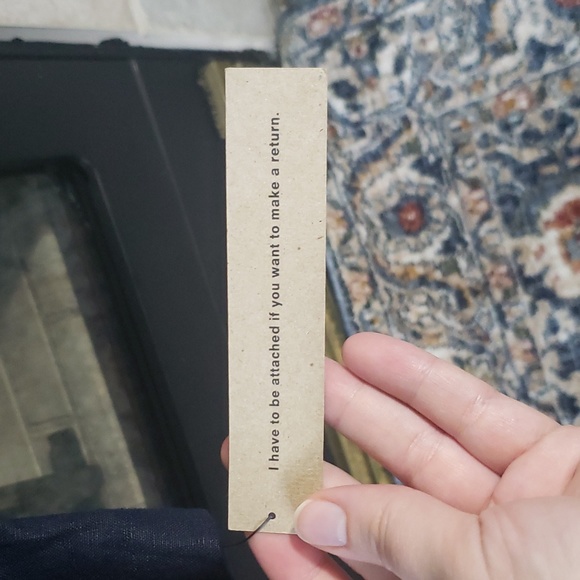 I have to be attached if you want to make a return.